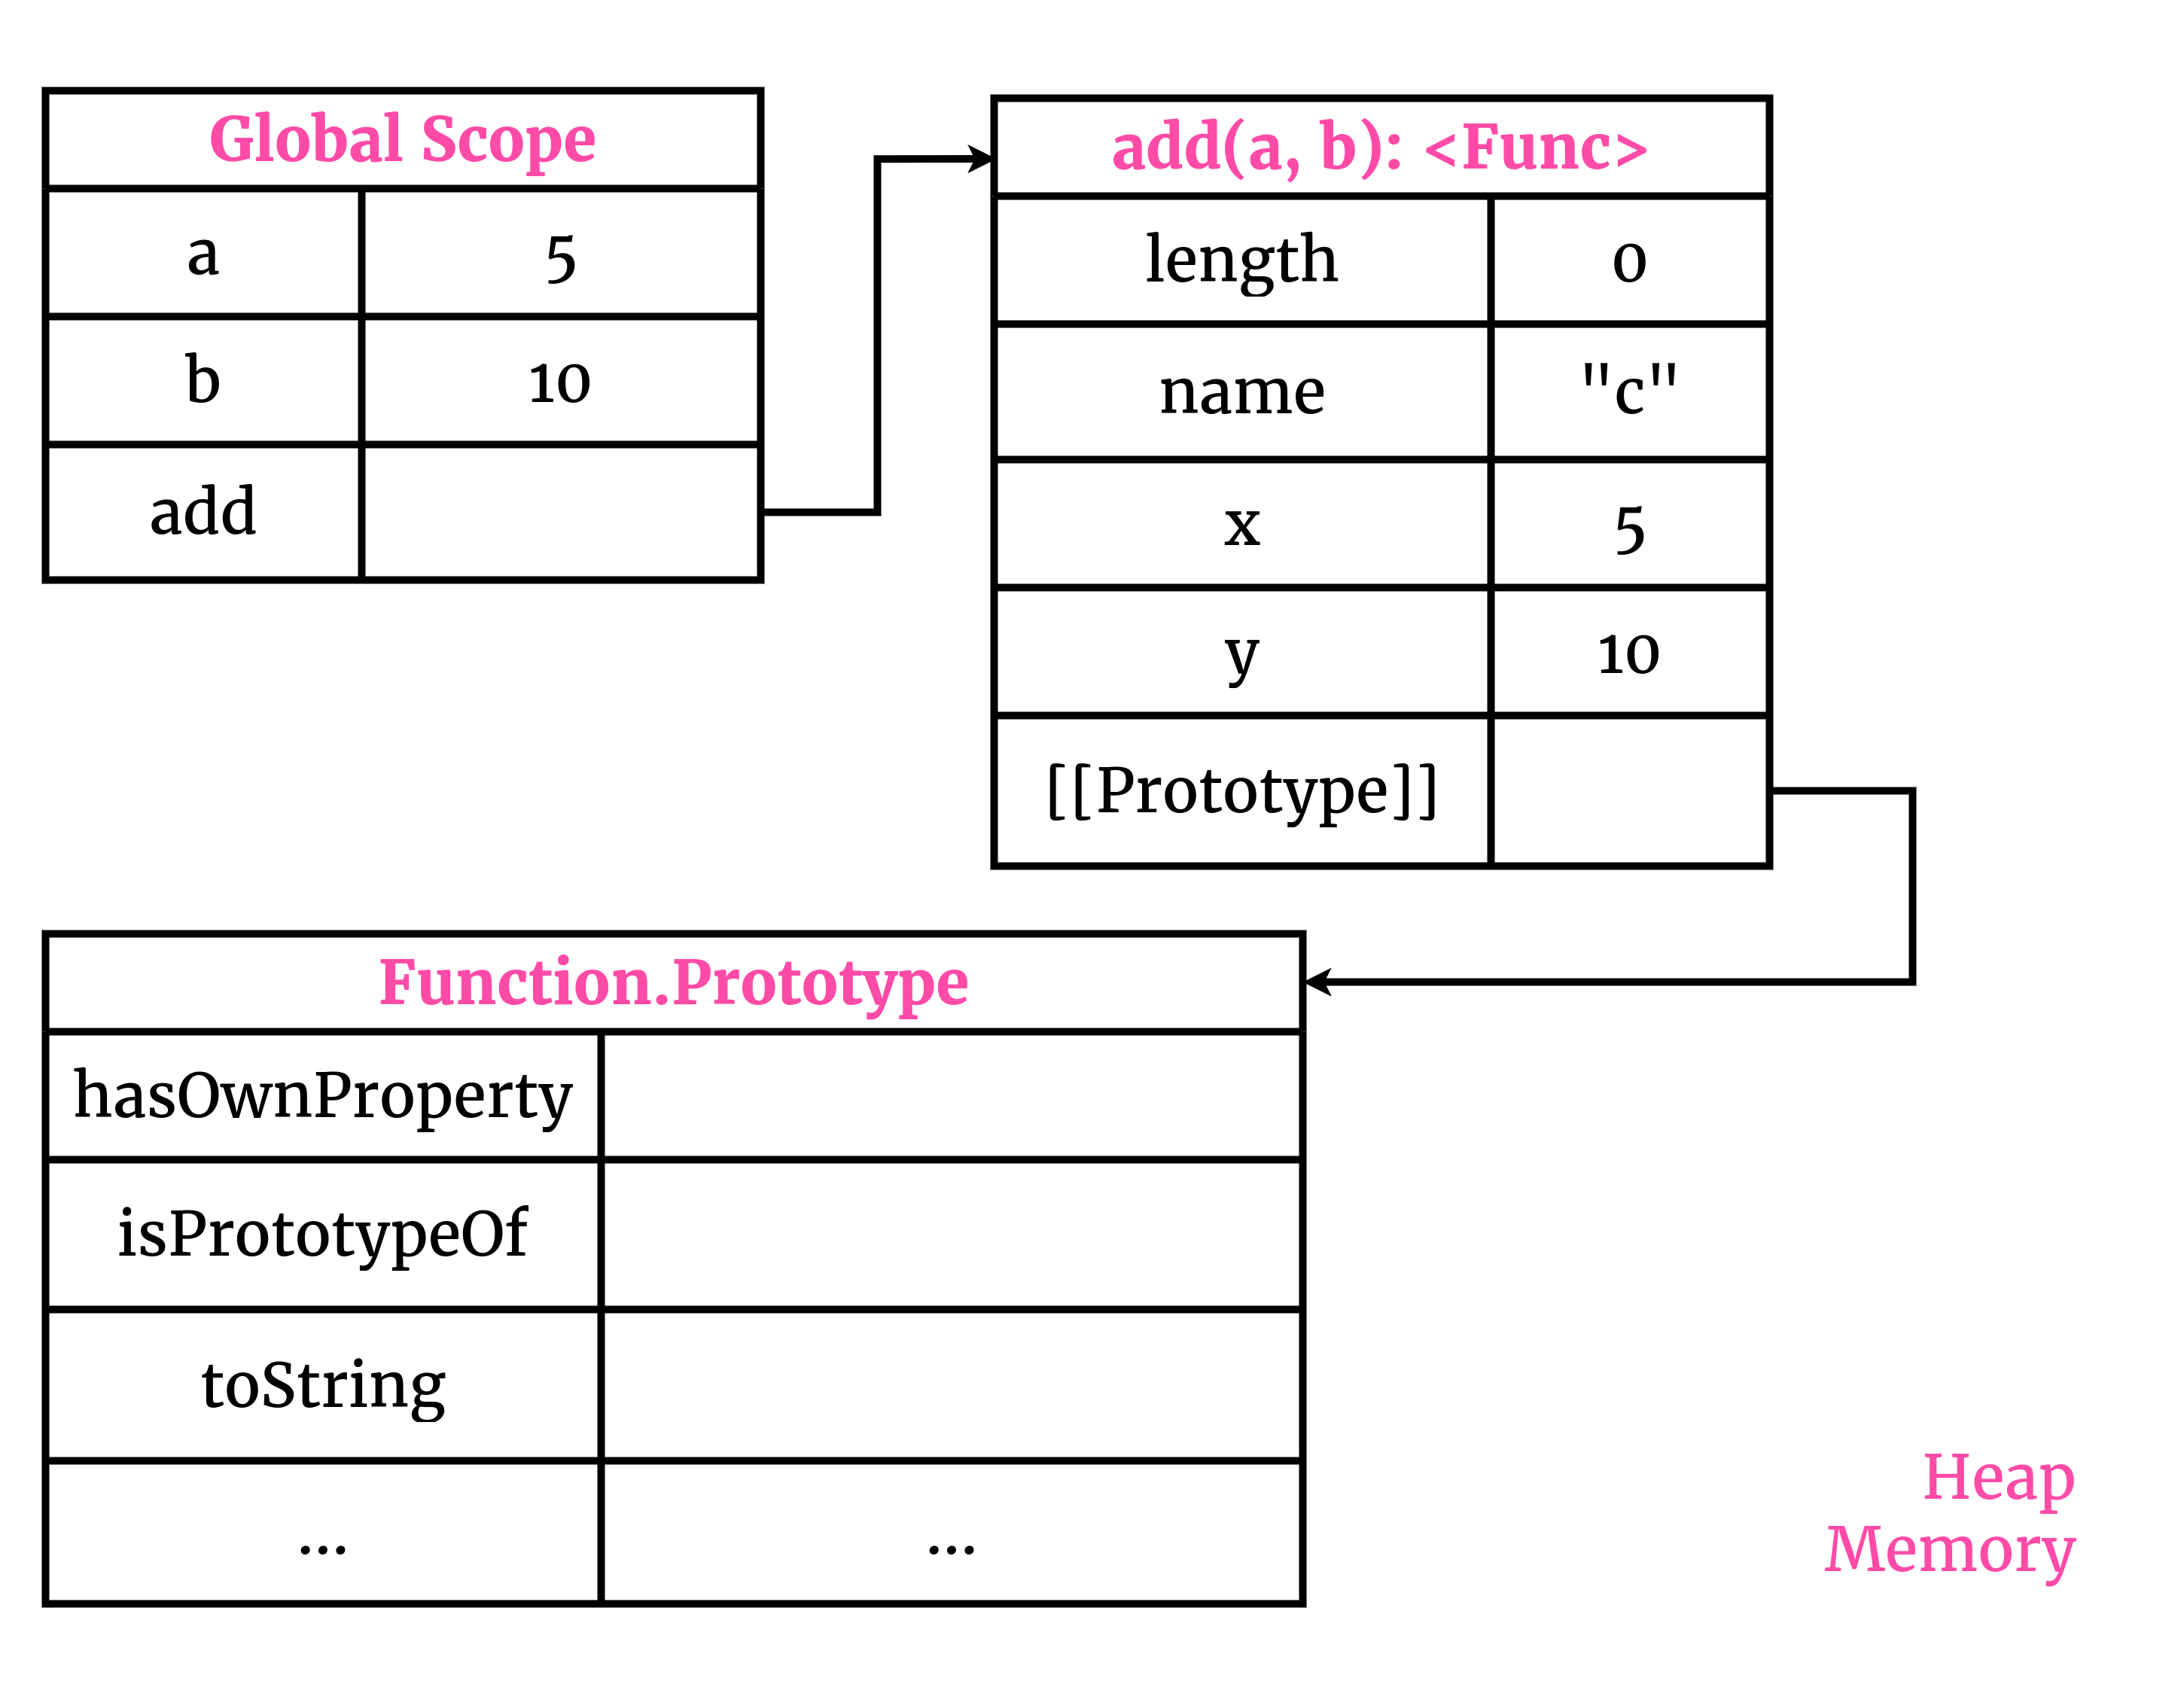 Global Scope
a 5
b 10
add
add(a, b): <Func>
length 0
name "c"
x 5
y 10
[[Prototype]]
Function.Prototype
hasOwnProperty
isPrototypeOf
toString
... ...
Heap
Memory